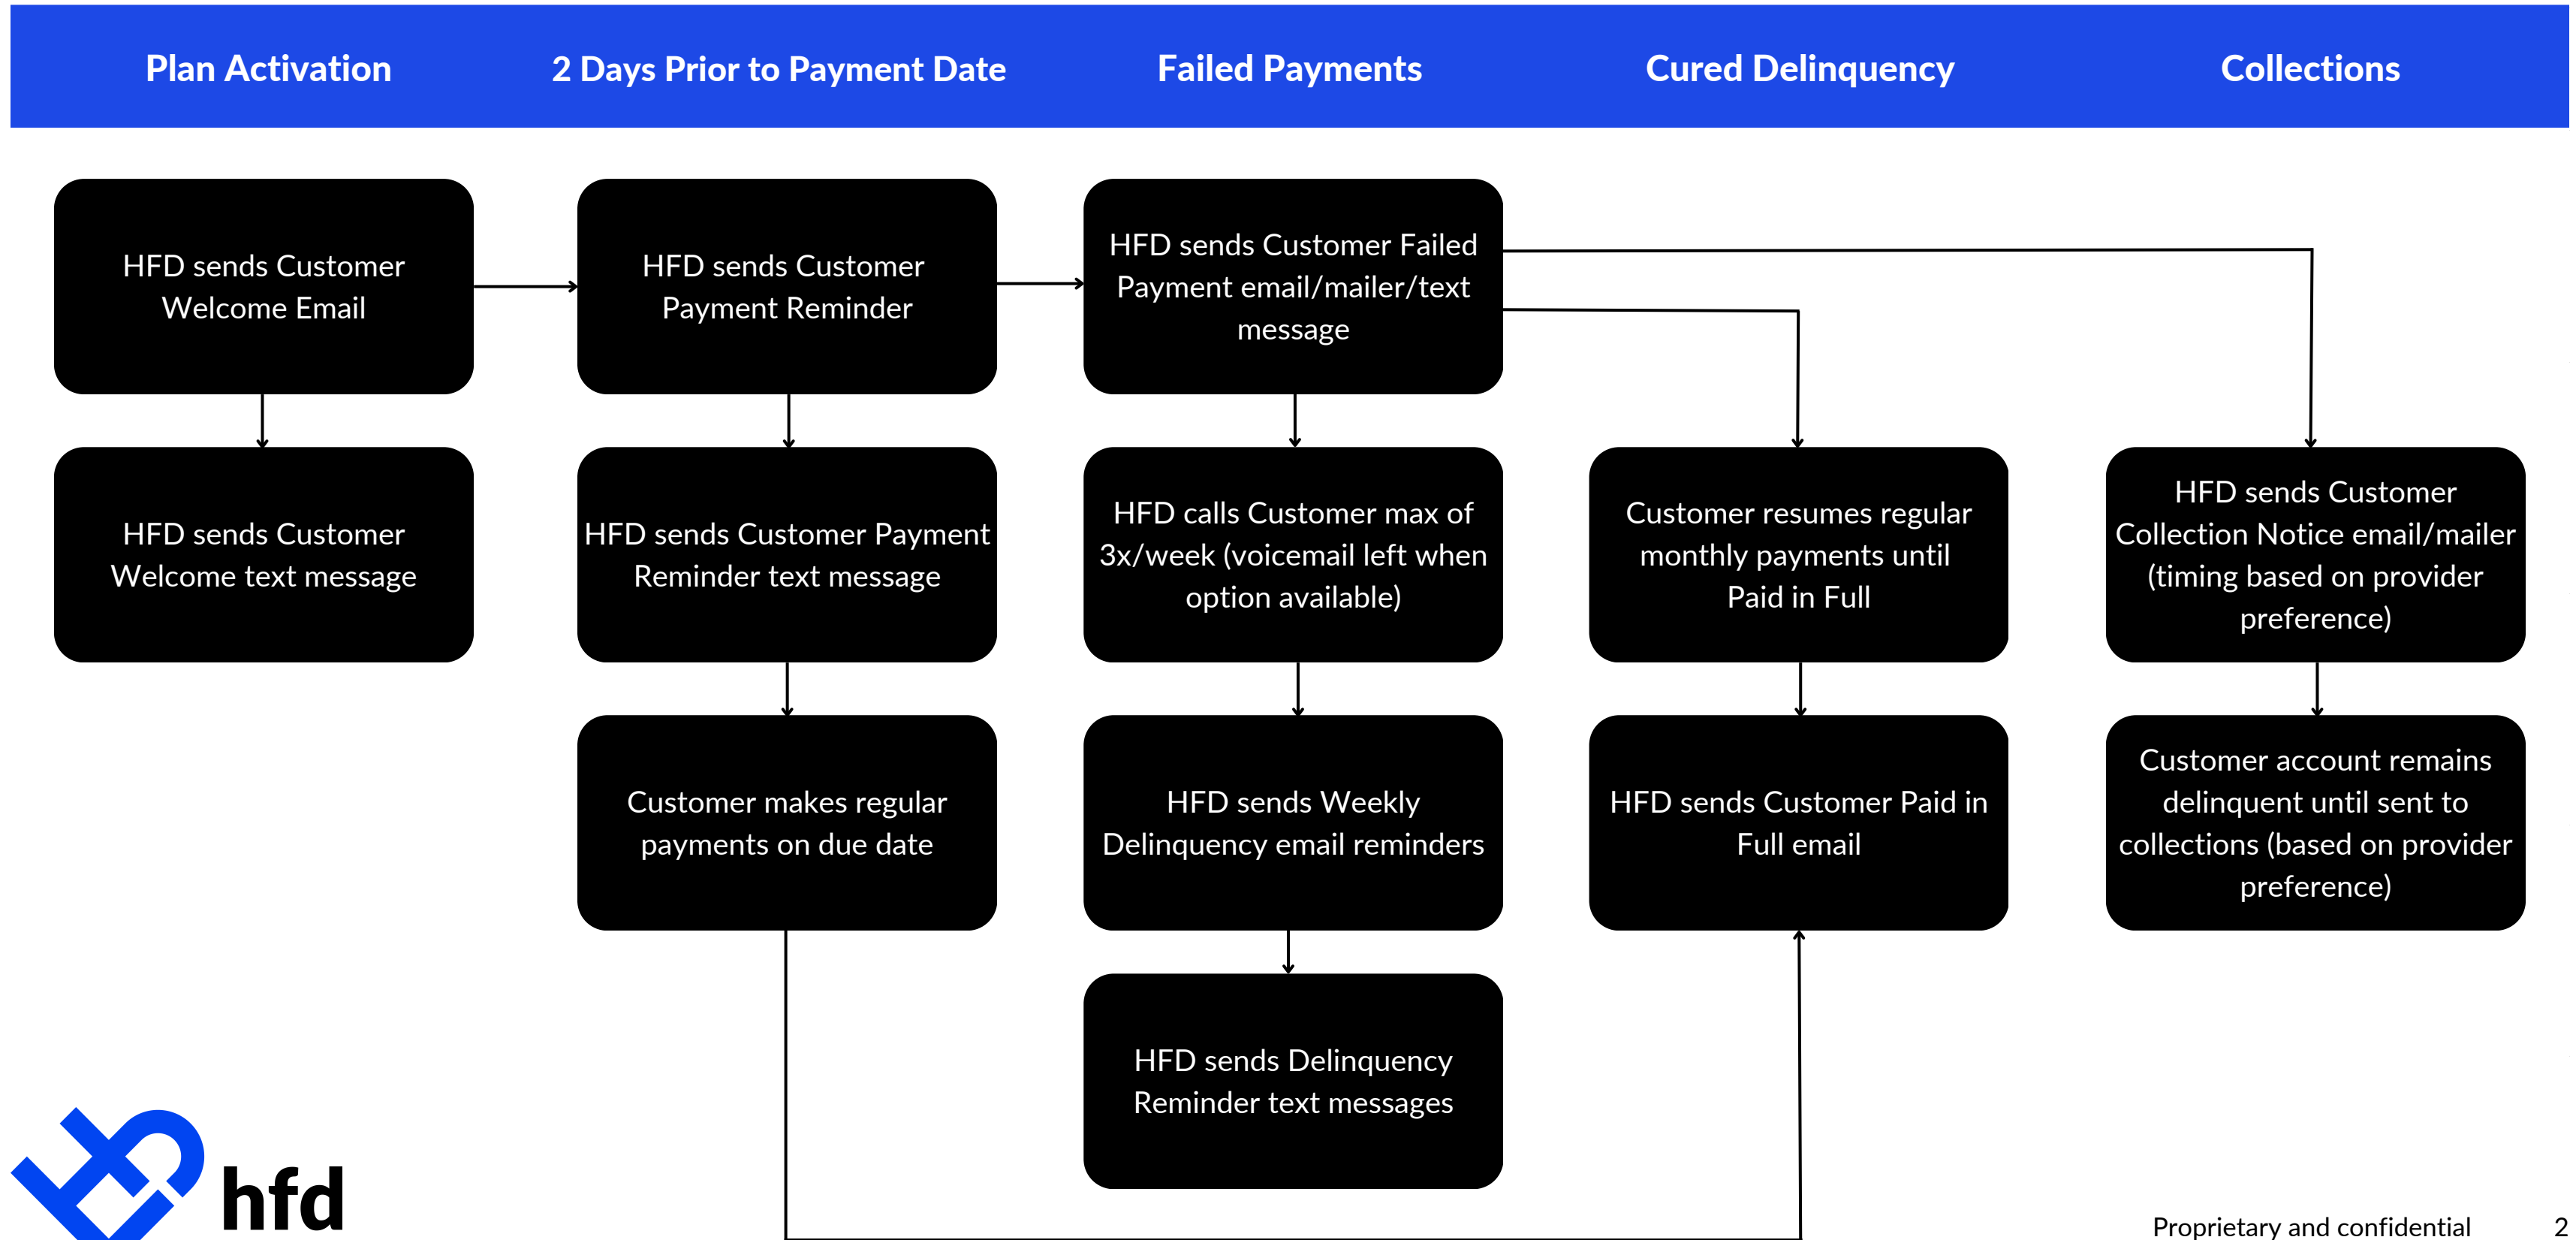 Plan Activation
2 Days Prior to Payment Date
Failed Payments
Cured Delinquency
Collections
HFD sends Customer
Welcome Email
HFD sends Customer
Payment Reminder
HFD sends Customer Failed
Payment email/mailer/text
message
HFD sends Customer
Welcome text message
HFD sends Customer Payment
Reminder text message
HFD calls Customer max of
3x/week (voicemail left when
option available)
Customer resumes regular
monthly payments until
Paid in Full
HFD sends Customer
Collection Notice email/mailer
(timing based on provider
preference)
Customer makes regular
payments on due date
HFD sends Weekly
Delinquency email reminders
HFD sends Customer Paid in
Full email
Customer account remains
delinquent until sent to
collections (based on provider
preference)
HFD sends Delinquency
Reminder text messages
hfd
Proprietary and confidential
2